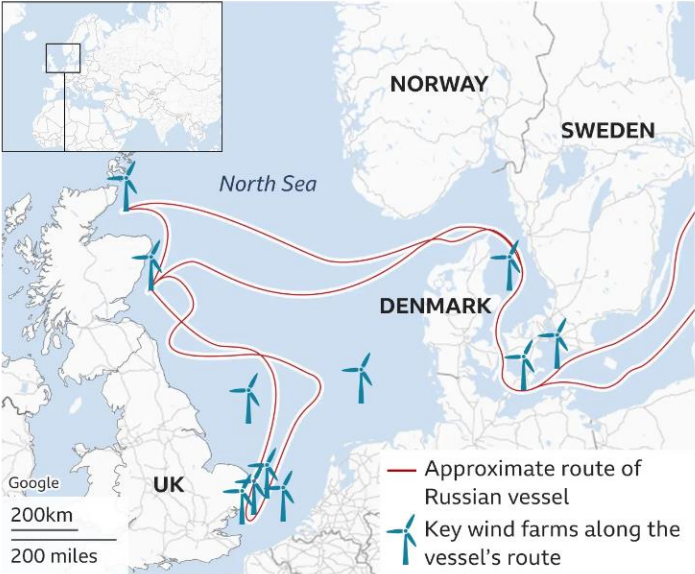 NORWAY
SWEDEN
North Sea
DENMARK
UK
Google
200km
200 miles
Approximate route of
Russian vessel
Key wind farms along the
vessel's route